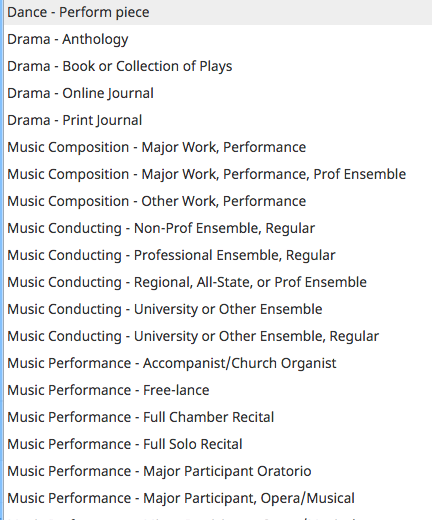 Dance - Perform piece
Drama - Anthology
Drama - Book or Collection of Plays
Drama - Online Journal
Drama - Print Journal
Music Composition - Major Work, Performance
Music Composition - Major Work, Performance, Prof Ensemble
Music Composition - Other Work, Performance
Music Conducting - Non-Prof Ensemble, Regular
Music Conducting - Professional Ensemble, Regular
Music Conducting - Regional, All-State, or Prof Ensemble
Music Conducting - University or Other Ensemble
Music Conducting - University or Other Ensemble, Regular
Music Performance - Accompanist/Church Organist
Music Performance - Free-lance
Music Performance - Full Chamber Recital
Music Performance - Full Solo Recital
Music Performance - Major Participant Oratorio
Music Performance - Major Participant, Opera/Musical